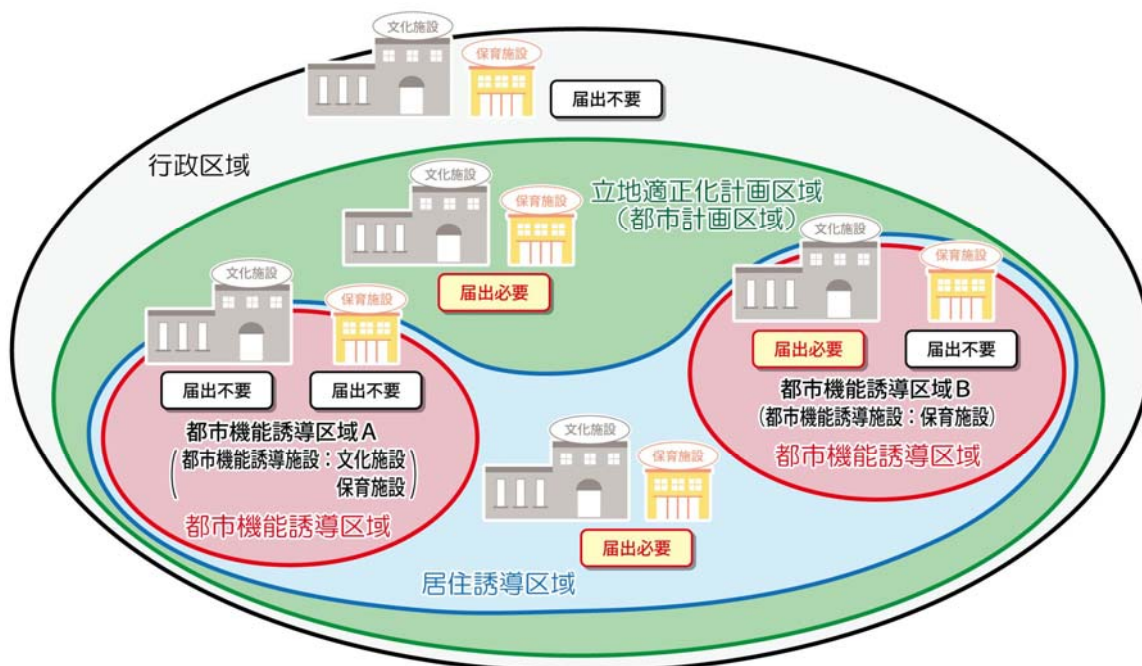 文化施設
保育施設
届出不要
行政区域
文化施設
保育施設
立地適正化計画区域
（都市計画区域）
届出必要
文化施設
保育施設
届出不要
届出不要
都市機能誘導区域A
（都市機能誘導施設：文化施設
保育施設）
都市機能誘導区域
文化施設
保育施設
届出必要
届出不要
都市機能誘導区域B
（都市機能誘導施設：保育施設）
都市機能誘導区域
文化施設
保育施設
届出必要
居住誘導区域